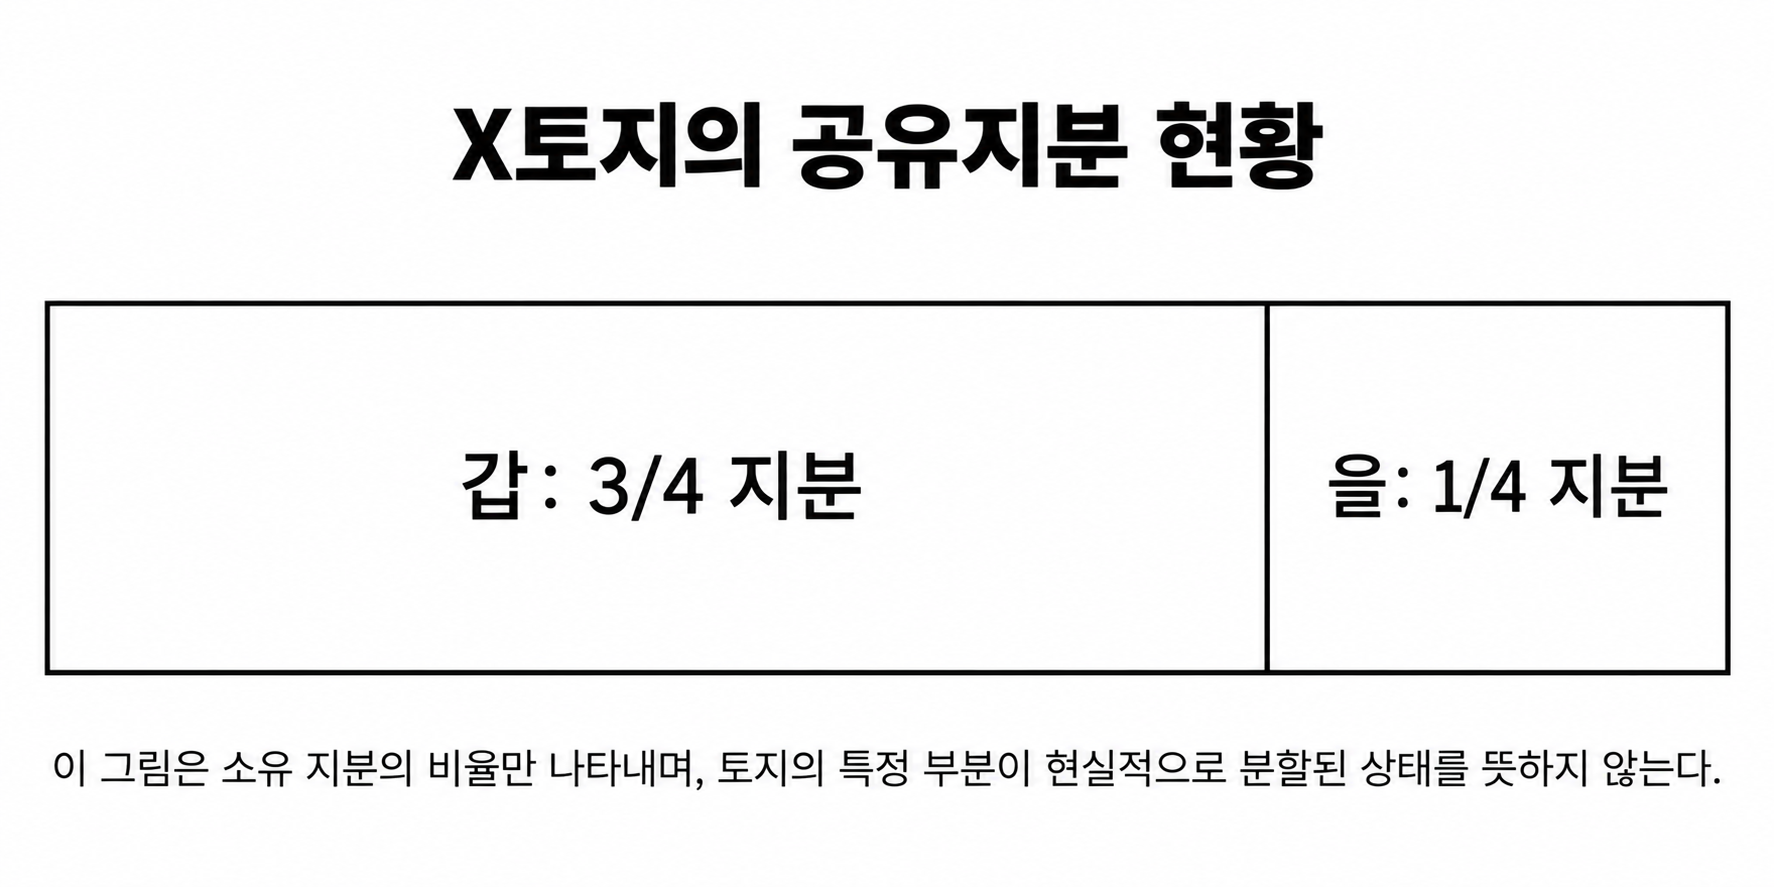 X토지의 공유지분 현황
갑: 3/4 지분
을: 1/4 지분
이 그림은 소유 지분의 비율만 나타내며, 토지의 특정 부분이 현실적으로 분할된 상태를 뜻하지 않는다.